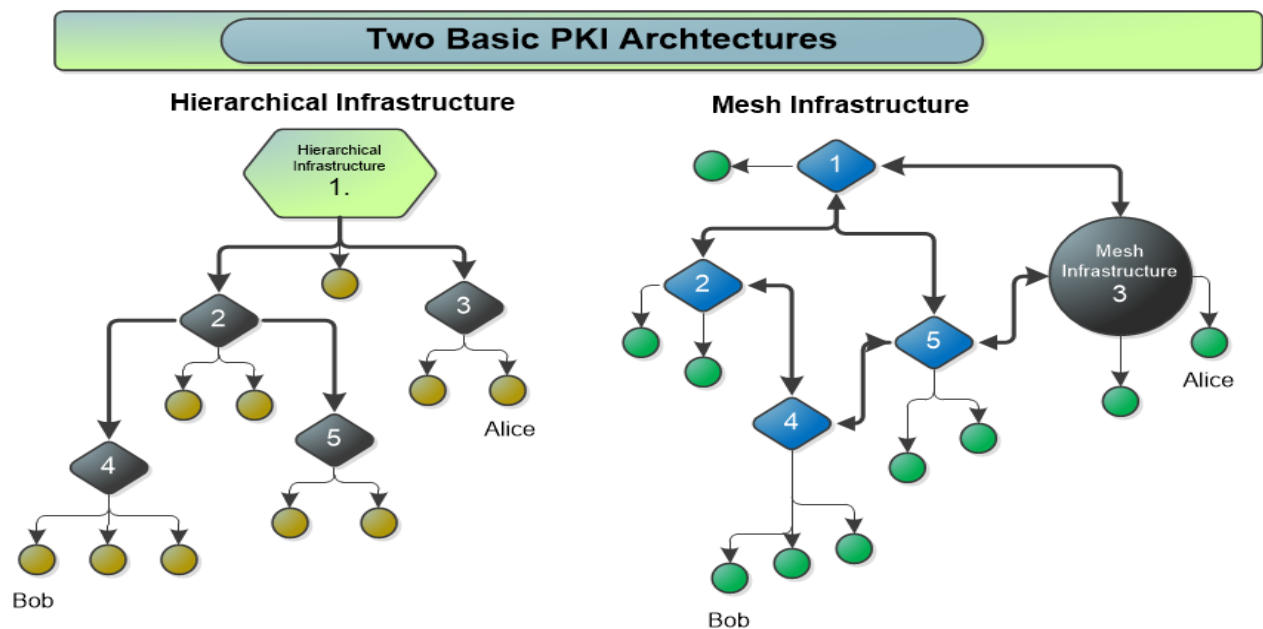 Two Basic PKI Archtectures
Hierarchical Infrastructure
Hierarchical
Infrastructure
1.
2
3
4
5
Alice
Bob
Mesh Infrastructure
1
Mesh
Infrastructure
3
2
5
Alice
4
Bob